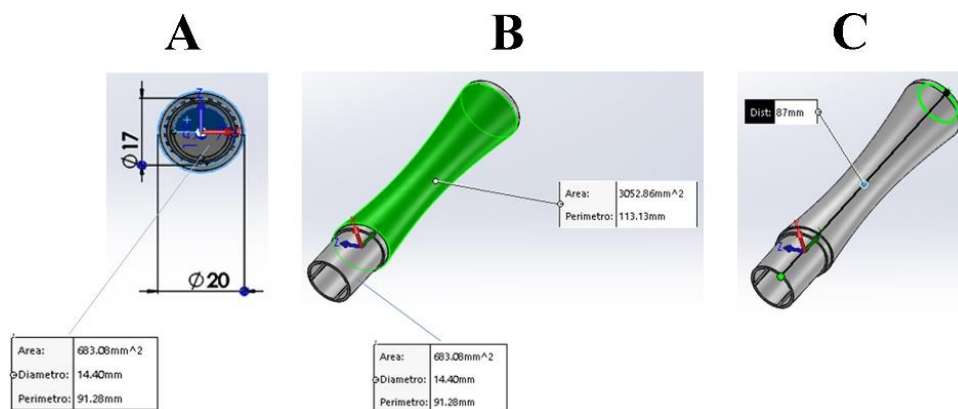 A
B
C
Ø17
Ø20
Area: 683.08mm^2
Diametro: 14.40mm
Perimetro: 91.28mm
Area: 3052.86mm^2
Perimetro: 113.13mm
Area: 683.08mm^2
Diametro: 14.40mm
Perimetro: 91.28mm
Dist: 87mm